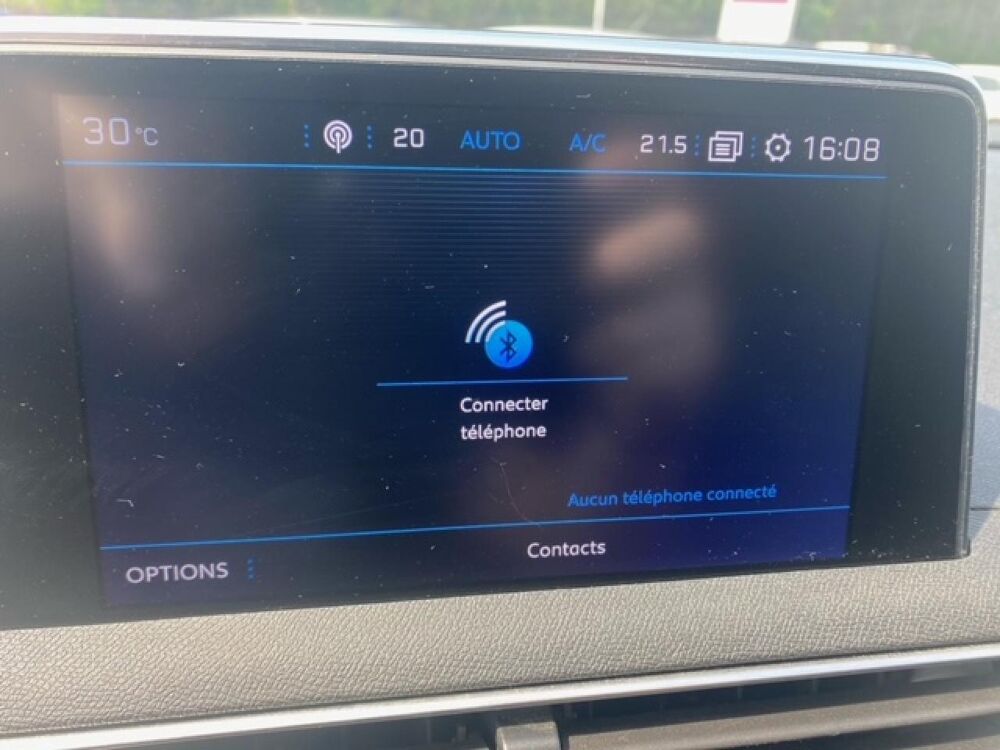 30°C 20 AUTO A/C 21.5 16:08
Connecter
téléphone
Aucun téléphone connecté
Contacts
OPTIONS